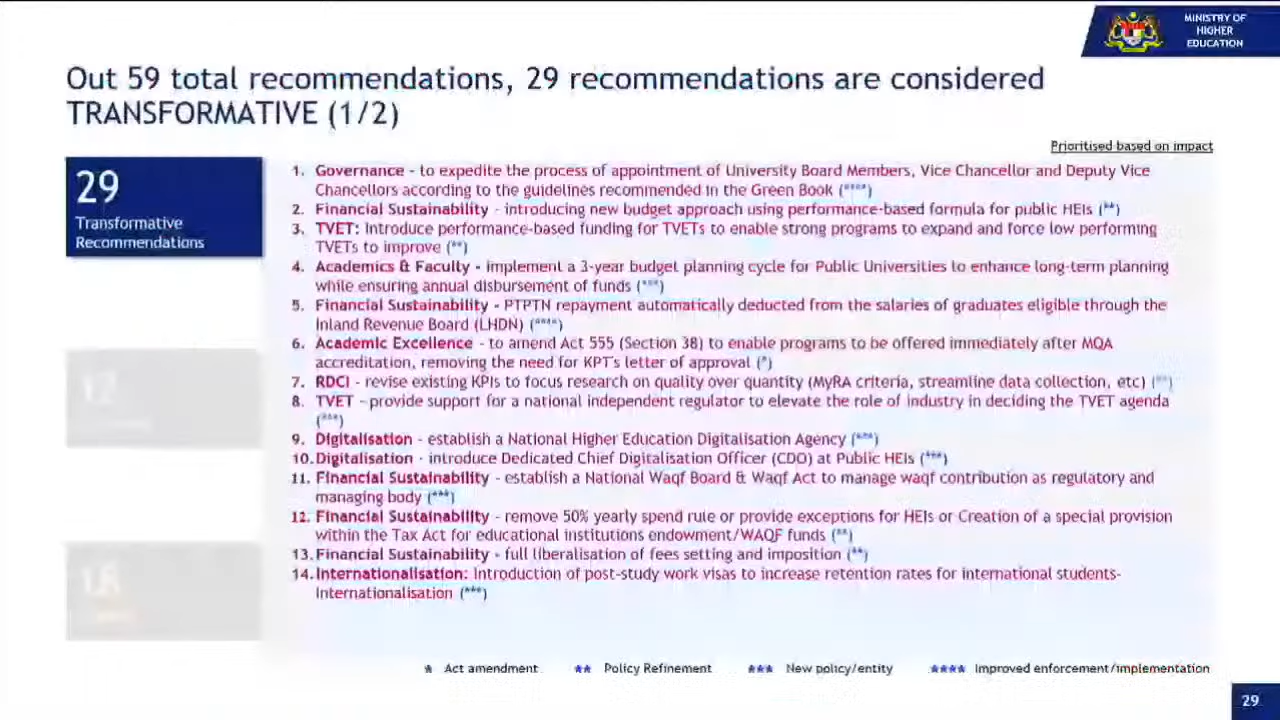 MINISTRY OF
HIGHER
EDUCATION
Out 59 total recommendations, 29 recommendations are considered
TRANSFORMATIVE (1/2)
Prioritised based on impact
29
Transformative
Recommendations
1. Governance - to expedite the process of appointment of University Board Members, Vice Chancellor and Deputy Vice
Chancellors according to the guidelines recommended in the Green Book (****)
2. Financial Sustainability - introducing new budget approach using performance-based formula for public HEIs (**)
3. TVET: Introduce performance-based funding for TVETs to enable strong programs to expand and force low performing
TVETs to improve (**)
4. Academics & Faculty - implement a 3-year budget planning cycle for Public Universities to enhance long-term planning
while ensuring annual disbursement of funds (***)
5. Financial Sustainability - PTPTN repayment automatically deducted from the salaries of graduates eligible through the
Inland Revenue Board (LHDN) (****)
6. Academic Excellence - to amend Act 555 (Section 38) to enable programs to be offered immediately after MQA
accreditation, removing the need for KPT's letter of approval (*)
7. RDCI - revise existing KPIs to focus research on quality over quantity (MyRA criteria, streamline data collection, etc) (**)
8. TVET - provide support for a national independent regulator to elevate the role of industry in deciding the TVET agenda
(***)
9. Digitalisation - establish a National Higher Education Digitalisation Agency (***)
10. Digitalisation - introduce Dedicated Chief Digitalisation Officer (CDO) at Public HEIs (***)
11. Financial Sustainability - establish a National Waqf Board & Waqf Act to manage waqf contribution as regulatory and
managing body (***)
12. Financial Sustainability - remove 50% yearly spend rule or provide exceptions for HEIs or Creation of a special provision
within the Tax Act for educational institutions endowment/WAQF funds (**)
13. Financial Sustainability - full liberalisation of fees setting and imposition (**)
14. Internationalisation: Introduction of post-study work visas to increase retention rates for international students-
Internationalisation (***)
* Act amendment ** Policy Refinement *** New policy/entity **** Improved enforcement/implementation
29